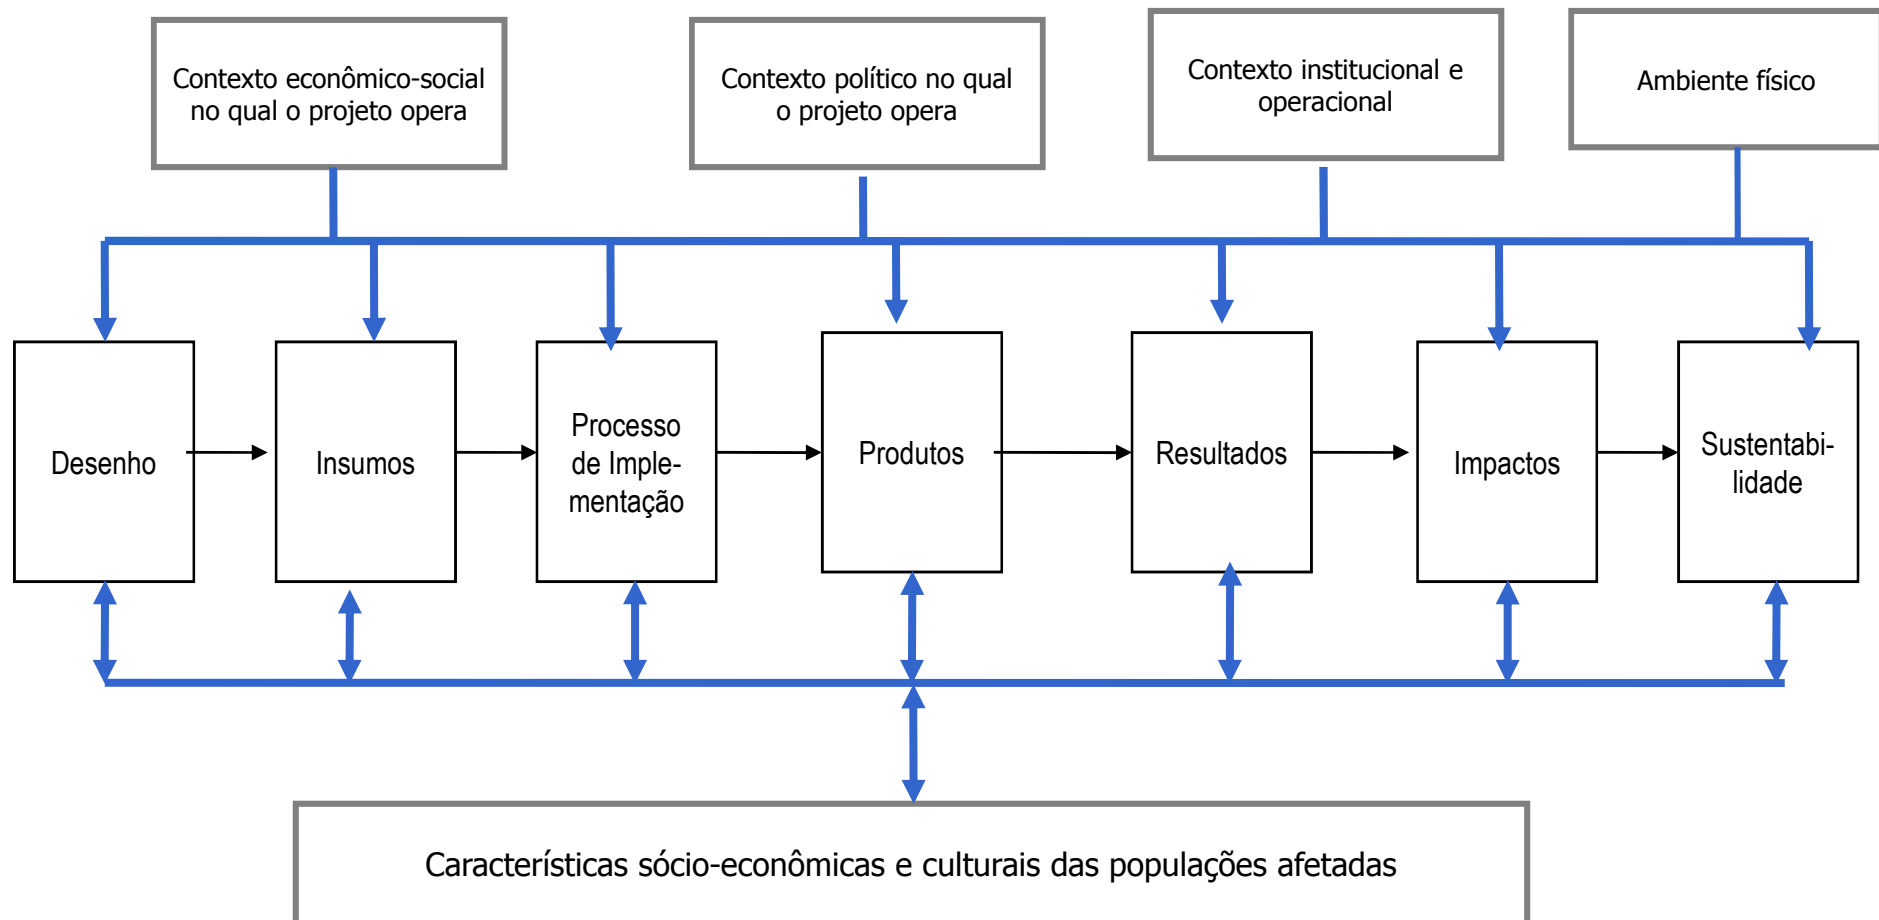 Contexto econômico-social
no qual o projeto opera
Contexto político no qual
o projeto opera
Contexto institucional e
operacional
Ambiente físico
Desenho
Insumos
Processo
de Imple-
mentação
Produtos
Resultados
Impactos
Sustentabi-
lidade
Características sócio-econômicas e culturais das populações afetadas